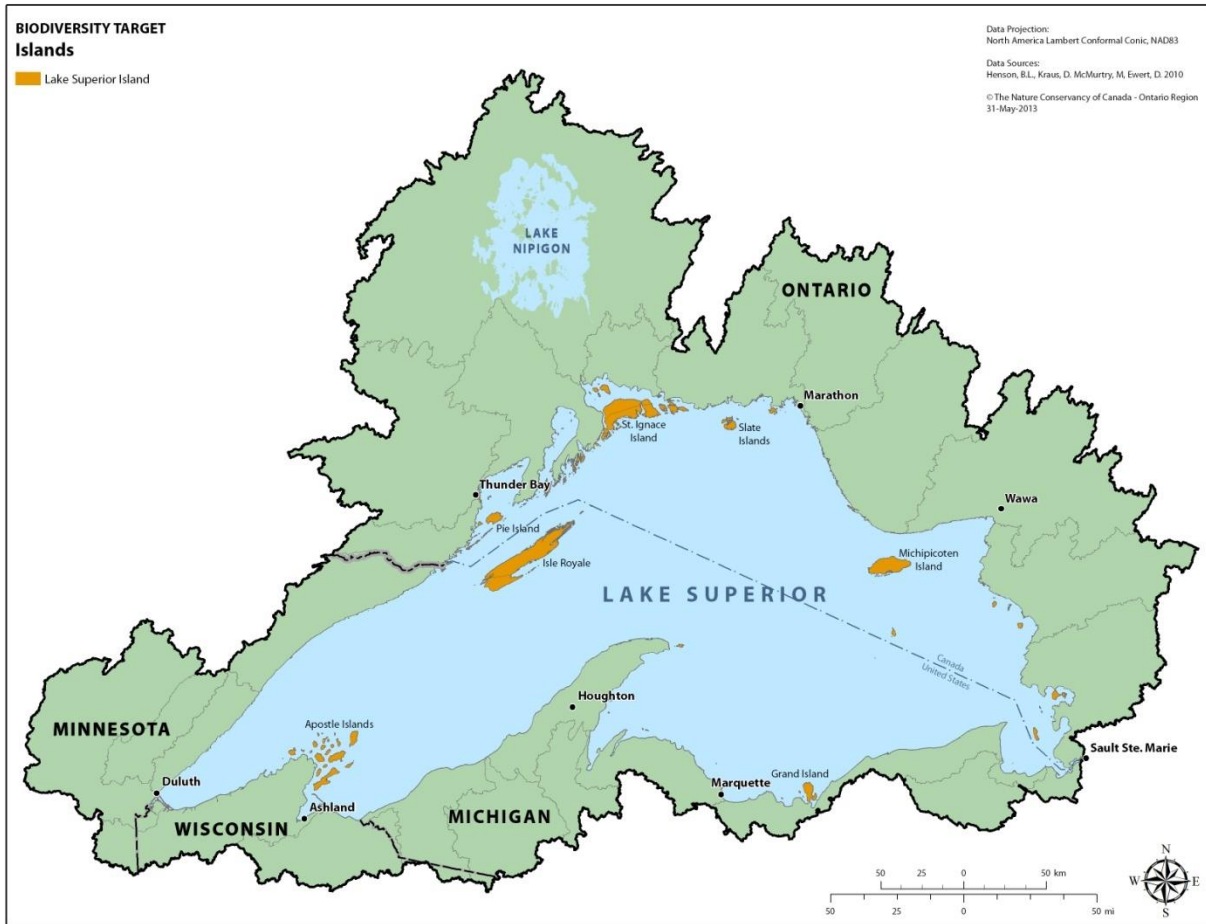 BIODIVERSITY TARGET
Islands
Lake Superior Island
Data Projection:
North America Lambert Conformal Conic, NAD83
Data Sources:
Henson, B.L., Kraus, D. McMurtry, M, Ewert, D. 2010
© The Nature Conservancy of Canada - Ontario Region
31-May-2013
LAKE
NIPIGON
ONTARIO
Marathon
St. Ignace
Island
Slate
Islands
Thunder Bay
Wawa
Pie Island
Isle Royale
Michipicoten
Island
LAKE SUPERIOR
Canada
United States
Houghton
MINNESOTA
Apostle Islands
Sault Ste. Marie
Duluth
Marquette
Grand Island
Ashland
WISCONSIN
MICHIGAN
50 25 0 50 km
50 25 0 50 mi
N
W E
S